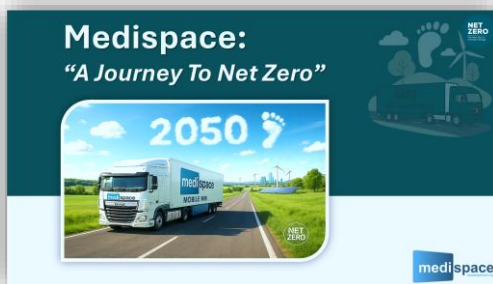 Medispace:
“A Journey To Net Zero”
NET
ZERO
2050
medispace
MOBILE MRI
NET
ZERO
medispace